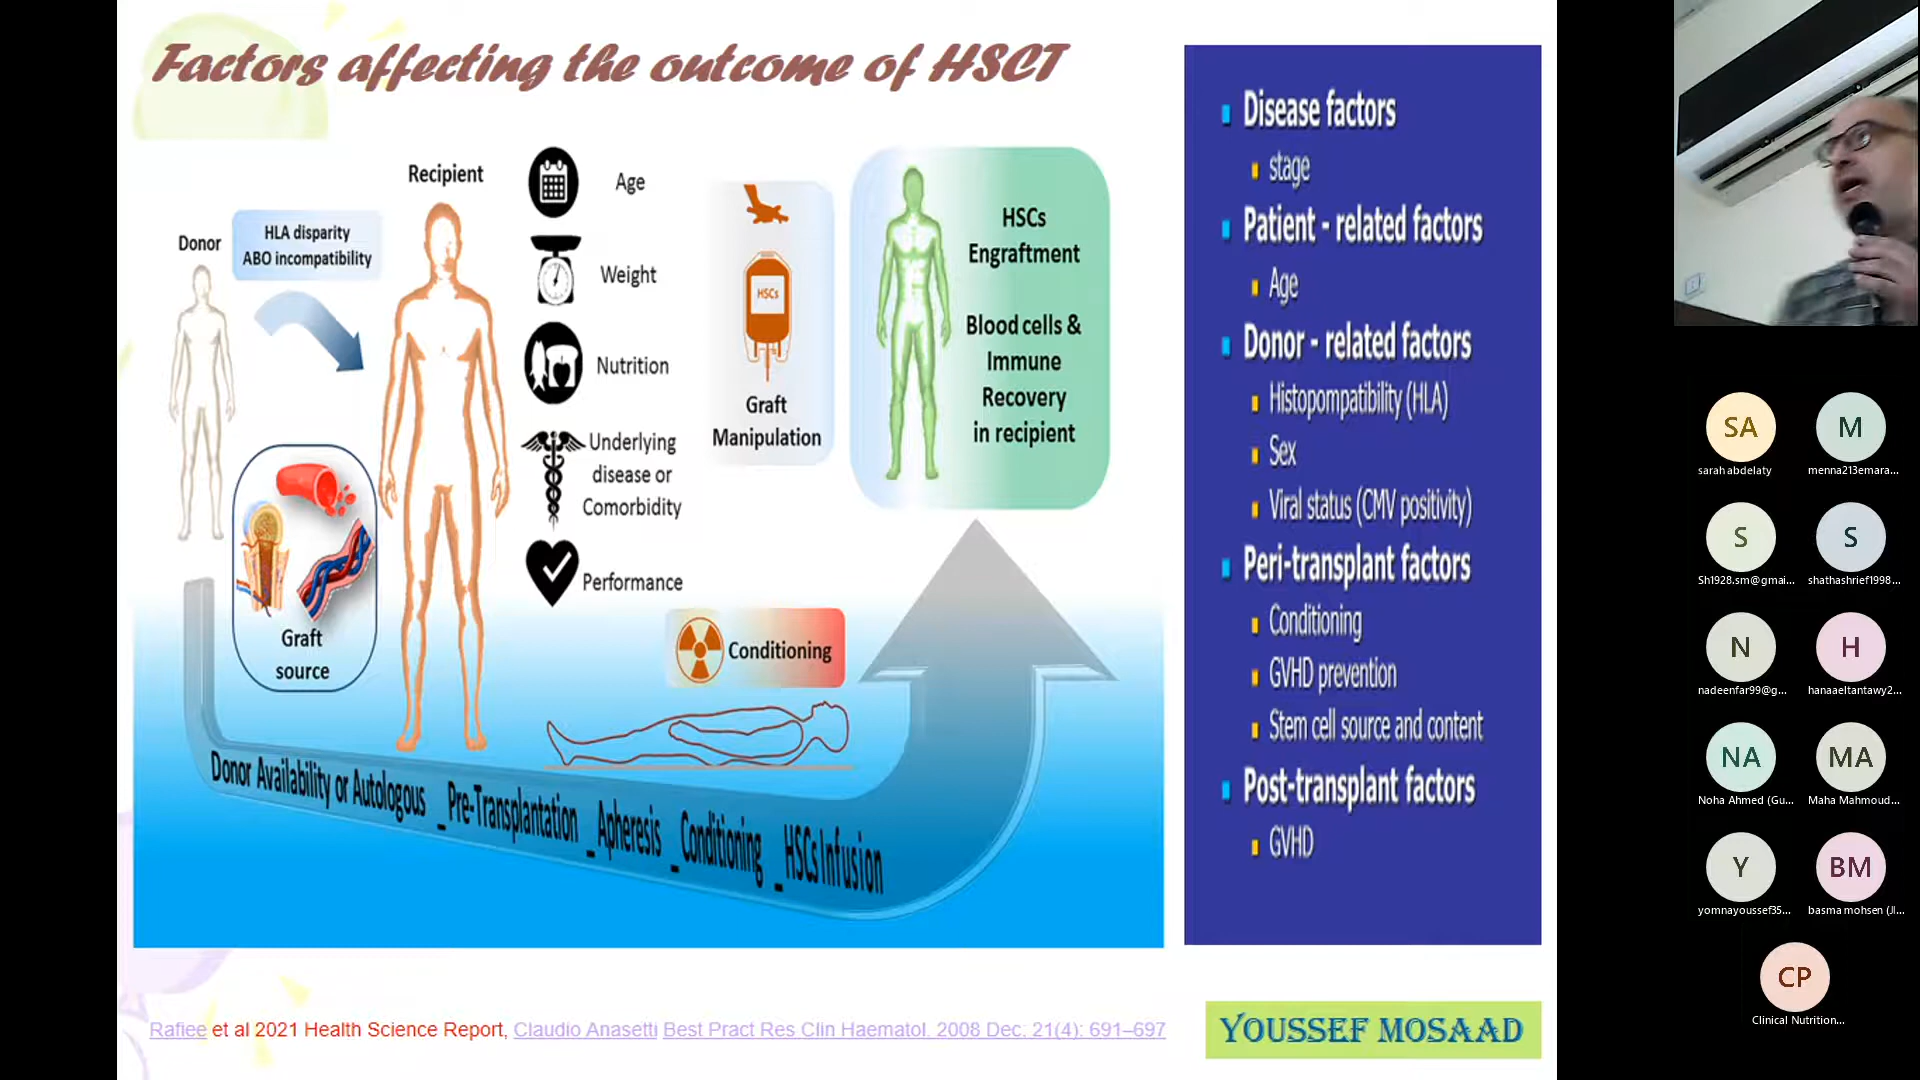 Factors affecting the outcome of HSCT
Donor
HLA disparity
ABO incompatibility
Recipient
Age
Weight
Nutrition
Underlying
disease or
Comorbidity
Performance
Graft
source
HSCs
Graft
Manipulation
HSCs
Engraftment
Blood cells &
Immune
Recovery
in recipient
Conditioning
Donor Availability or Autologous _Pre-Transplantation _Apheresis _Conditioning _HSCs Infusion
Disease factors
stage
Patient - related factors
Age
Donor - related factors
Histopompatibility (HLA)
Sex
Viral status (CMV positivity)
Peri-transplant factors
Conditioning
GVHD prevention
Stem cell source and content
Post-transplant factors
GVHD
Rafiee et al 2021 Health Science Report, Claudio Anasetti Best Pract Res Clin Haematol. 2008 Dec; 21(4): 691–697
YOUSSEF MOSAAD
SA
sarah abdelaty
M
menna213emara...
S
Sh1928.sm@gmai...
S
shathashrief1998...
N
nadeenfar99@g...
H
hanaaeltantawy2...
NA
Noha Ahmed (Gu...
MA
Maha Mahmoud...
Y
yomnayoussef35...
BM
basma mohsen (JI...
CP
Clinical Nutrition...